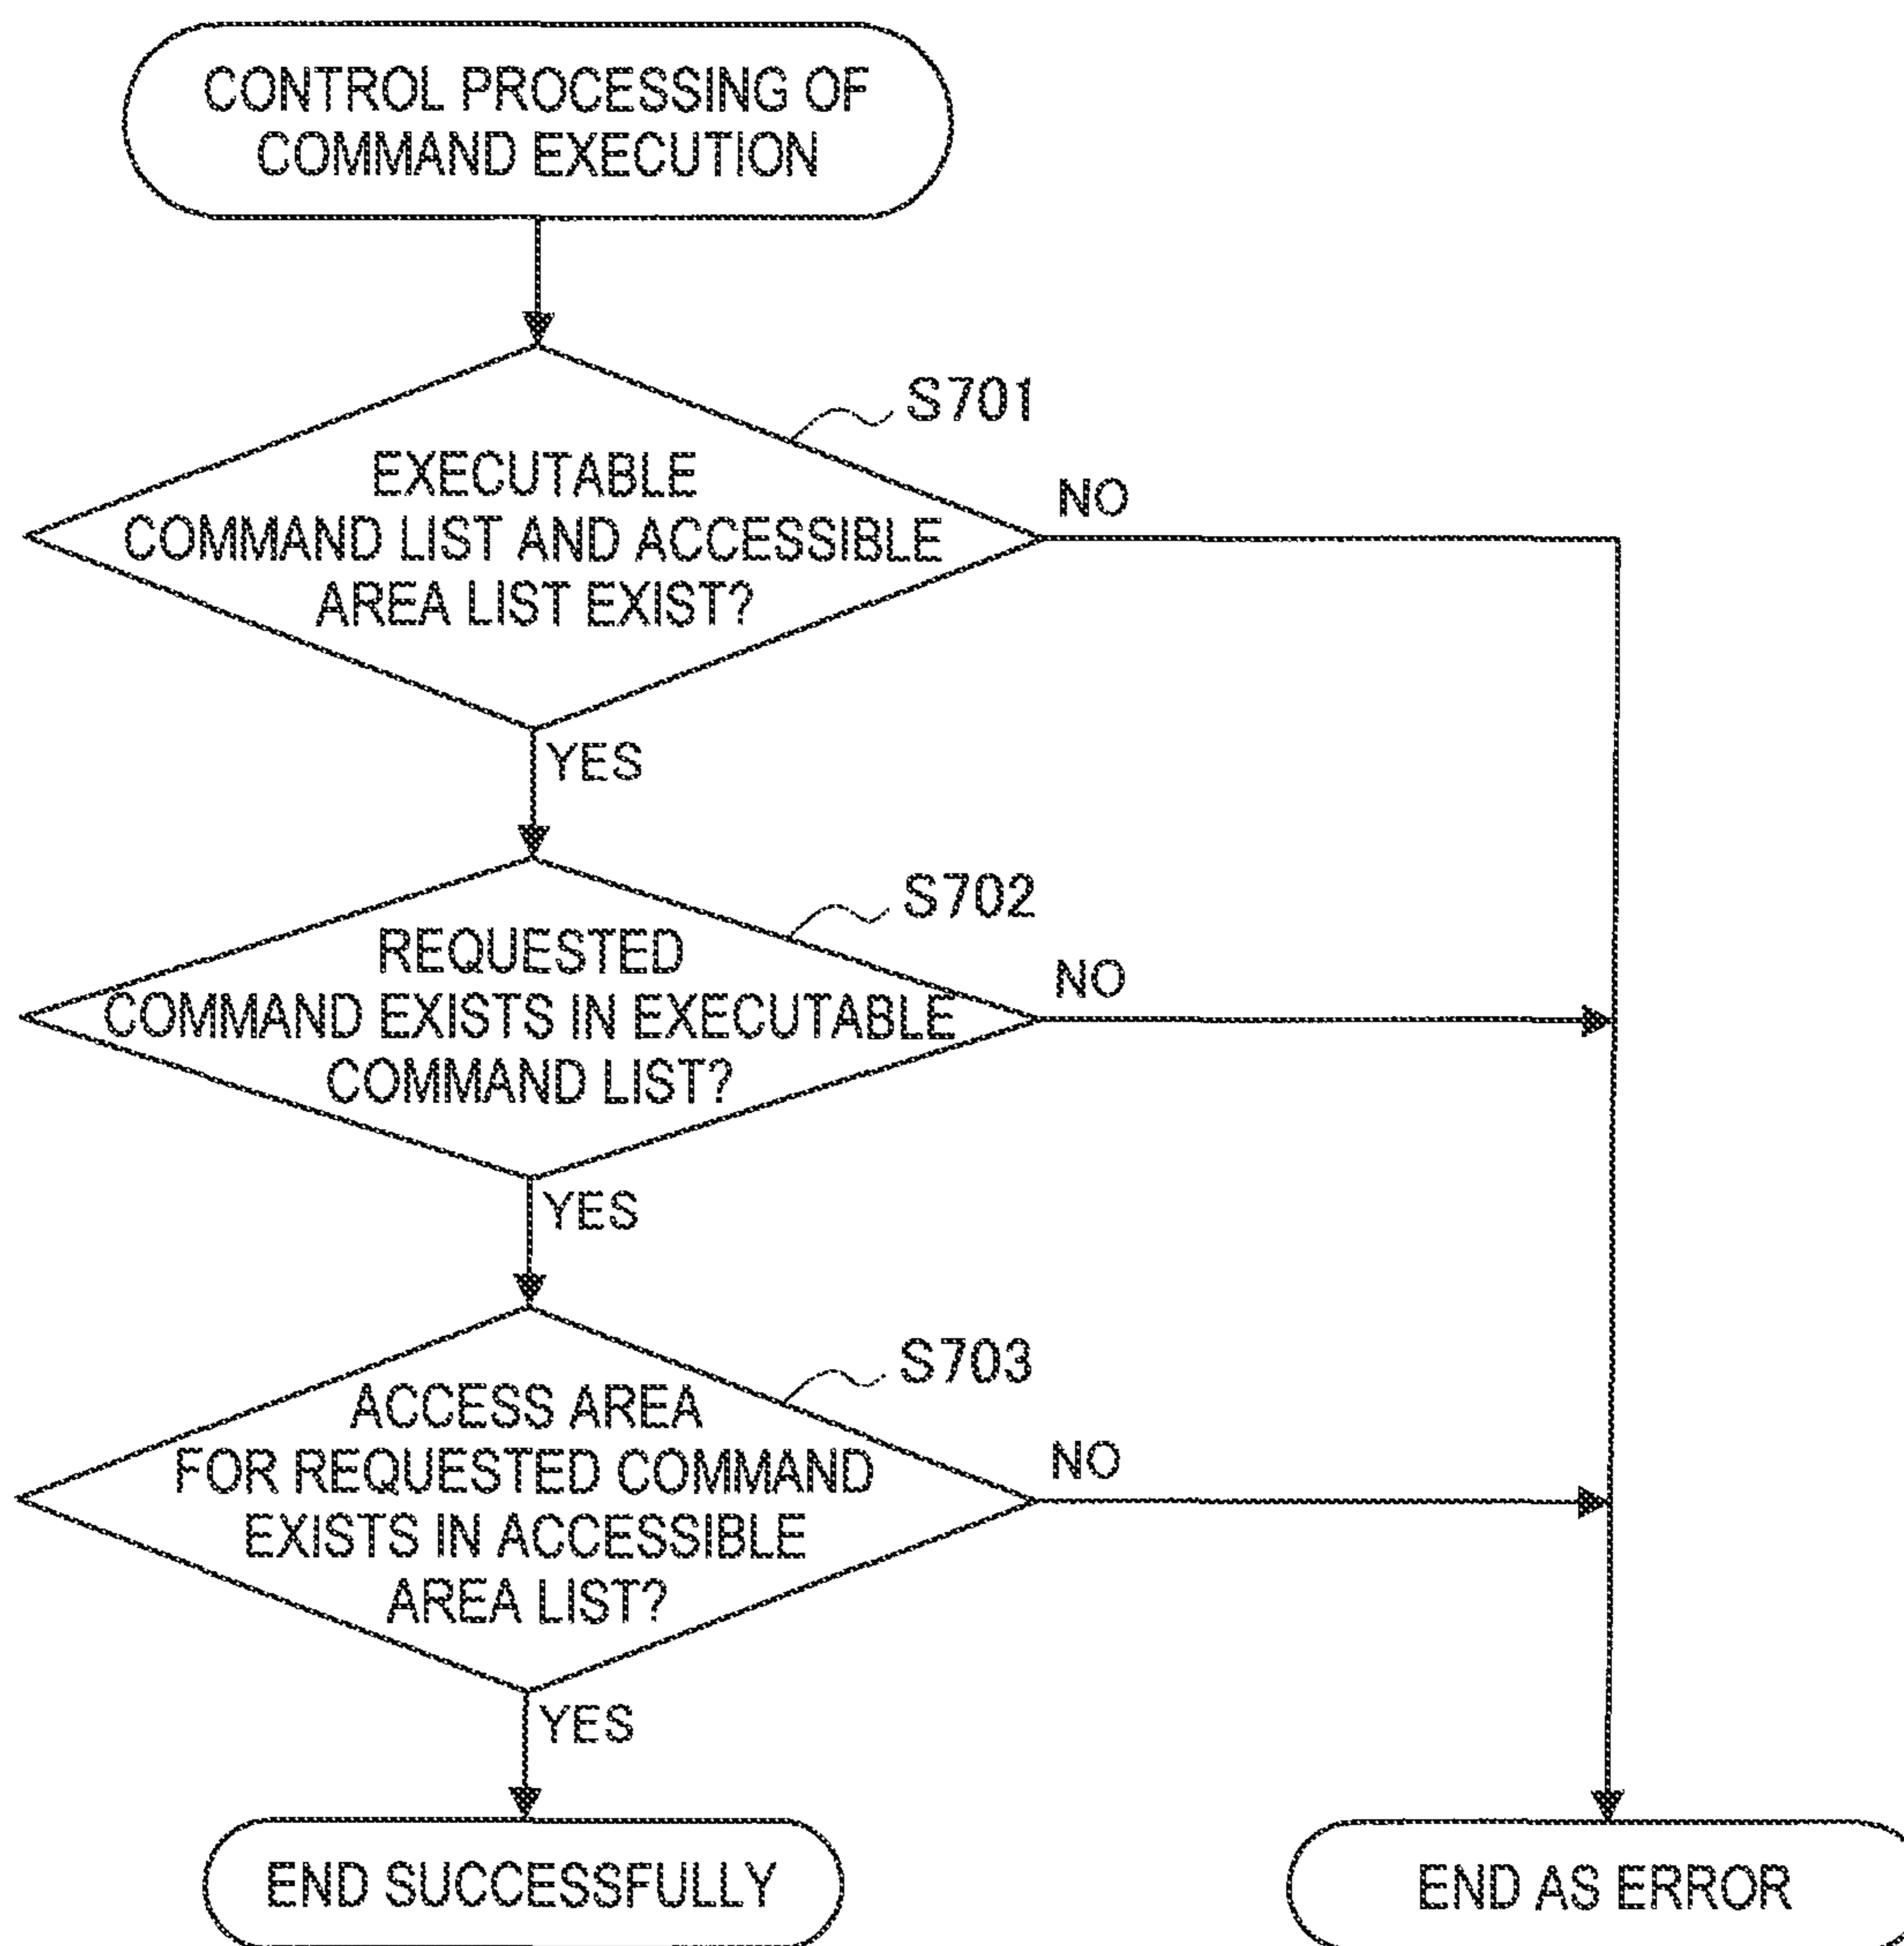 CONTROL PROCESSING OF
COMMAND EXECUTION
S701
EXECUTABLE
COMMAND LIST AND ACCESSIBLE
AREA LIST EXIST?
NO
YES
S702
REQUESTED
COMMAND EXISTS IN EXECUTABLE
COMMAND LIST?
NO
YES
S703
ACCESS AREA
FOR REQUESTED COMMAND
EXISTS IN ACCESSIBLE
AREA LIST?
NO
YES
END SUCCESSFULLY
END AS ERROR